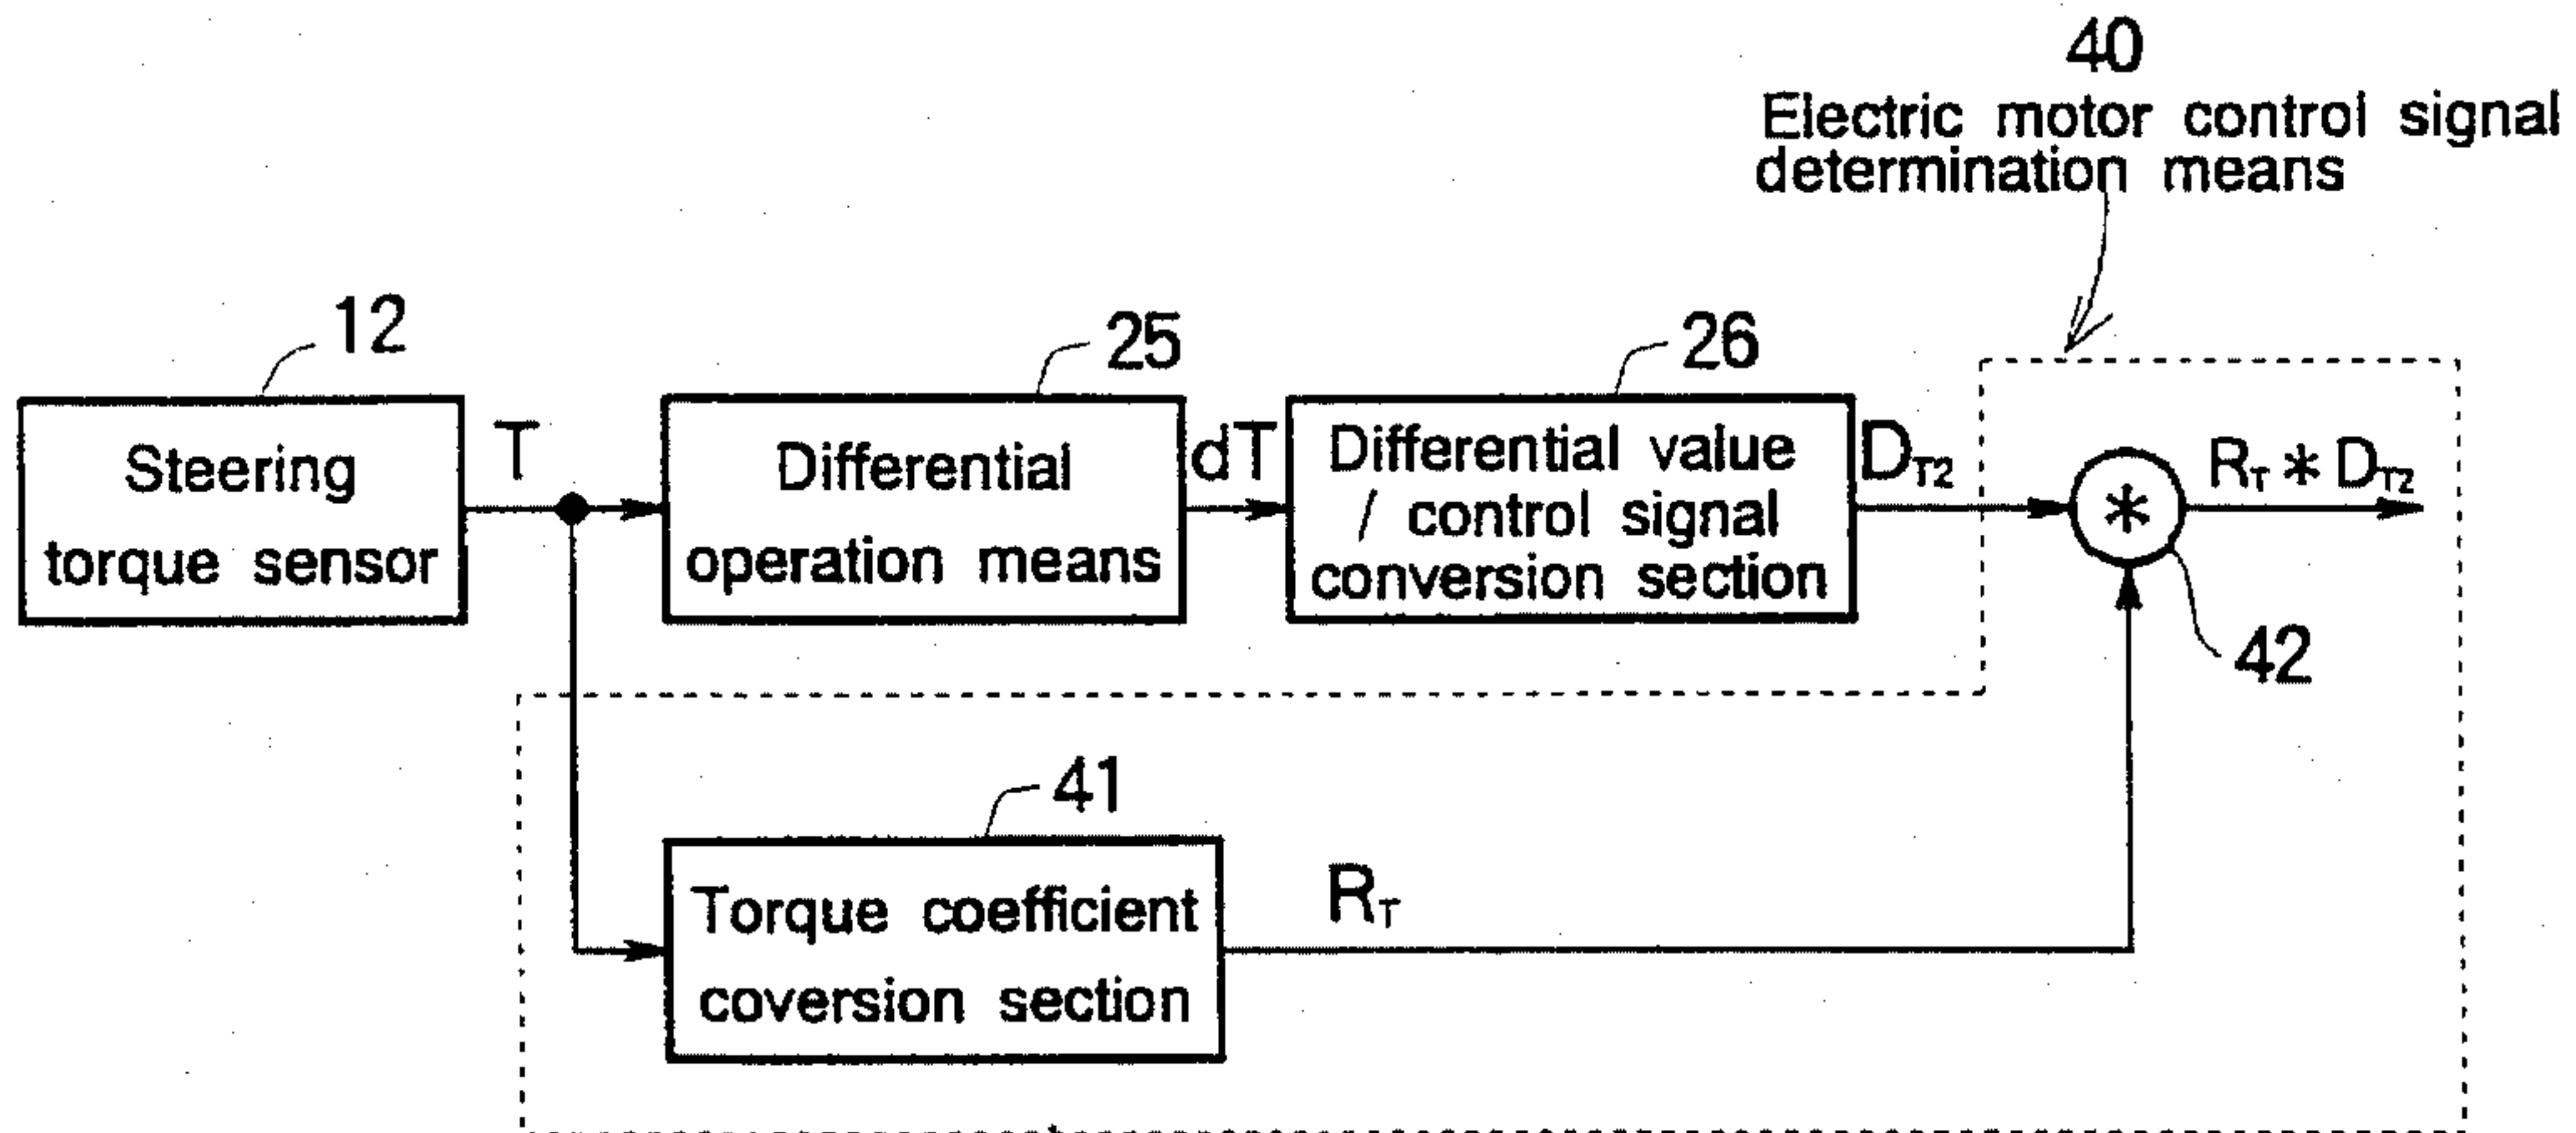 40
Electric motor control signal
determination means
12
25
26
Steering
torque sensor
T
Differential
operation means
dT
Differential value
/ control signal
conversion section
DT2
*
RT * DT2
42
41
Torque coefficient
coversion section
RT